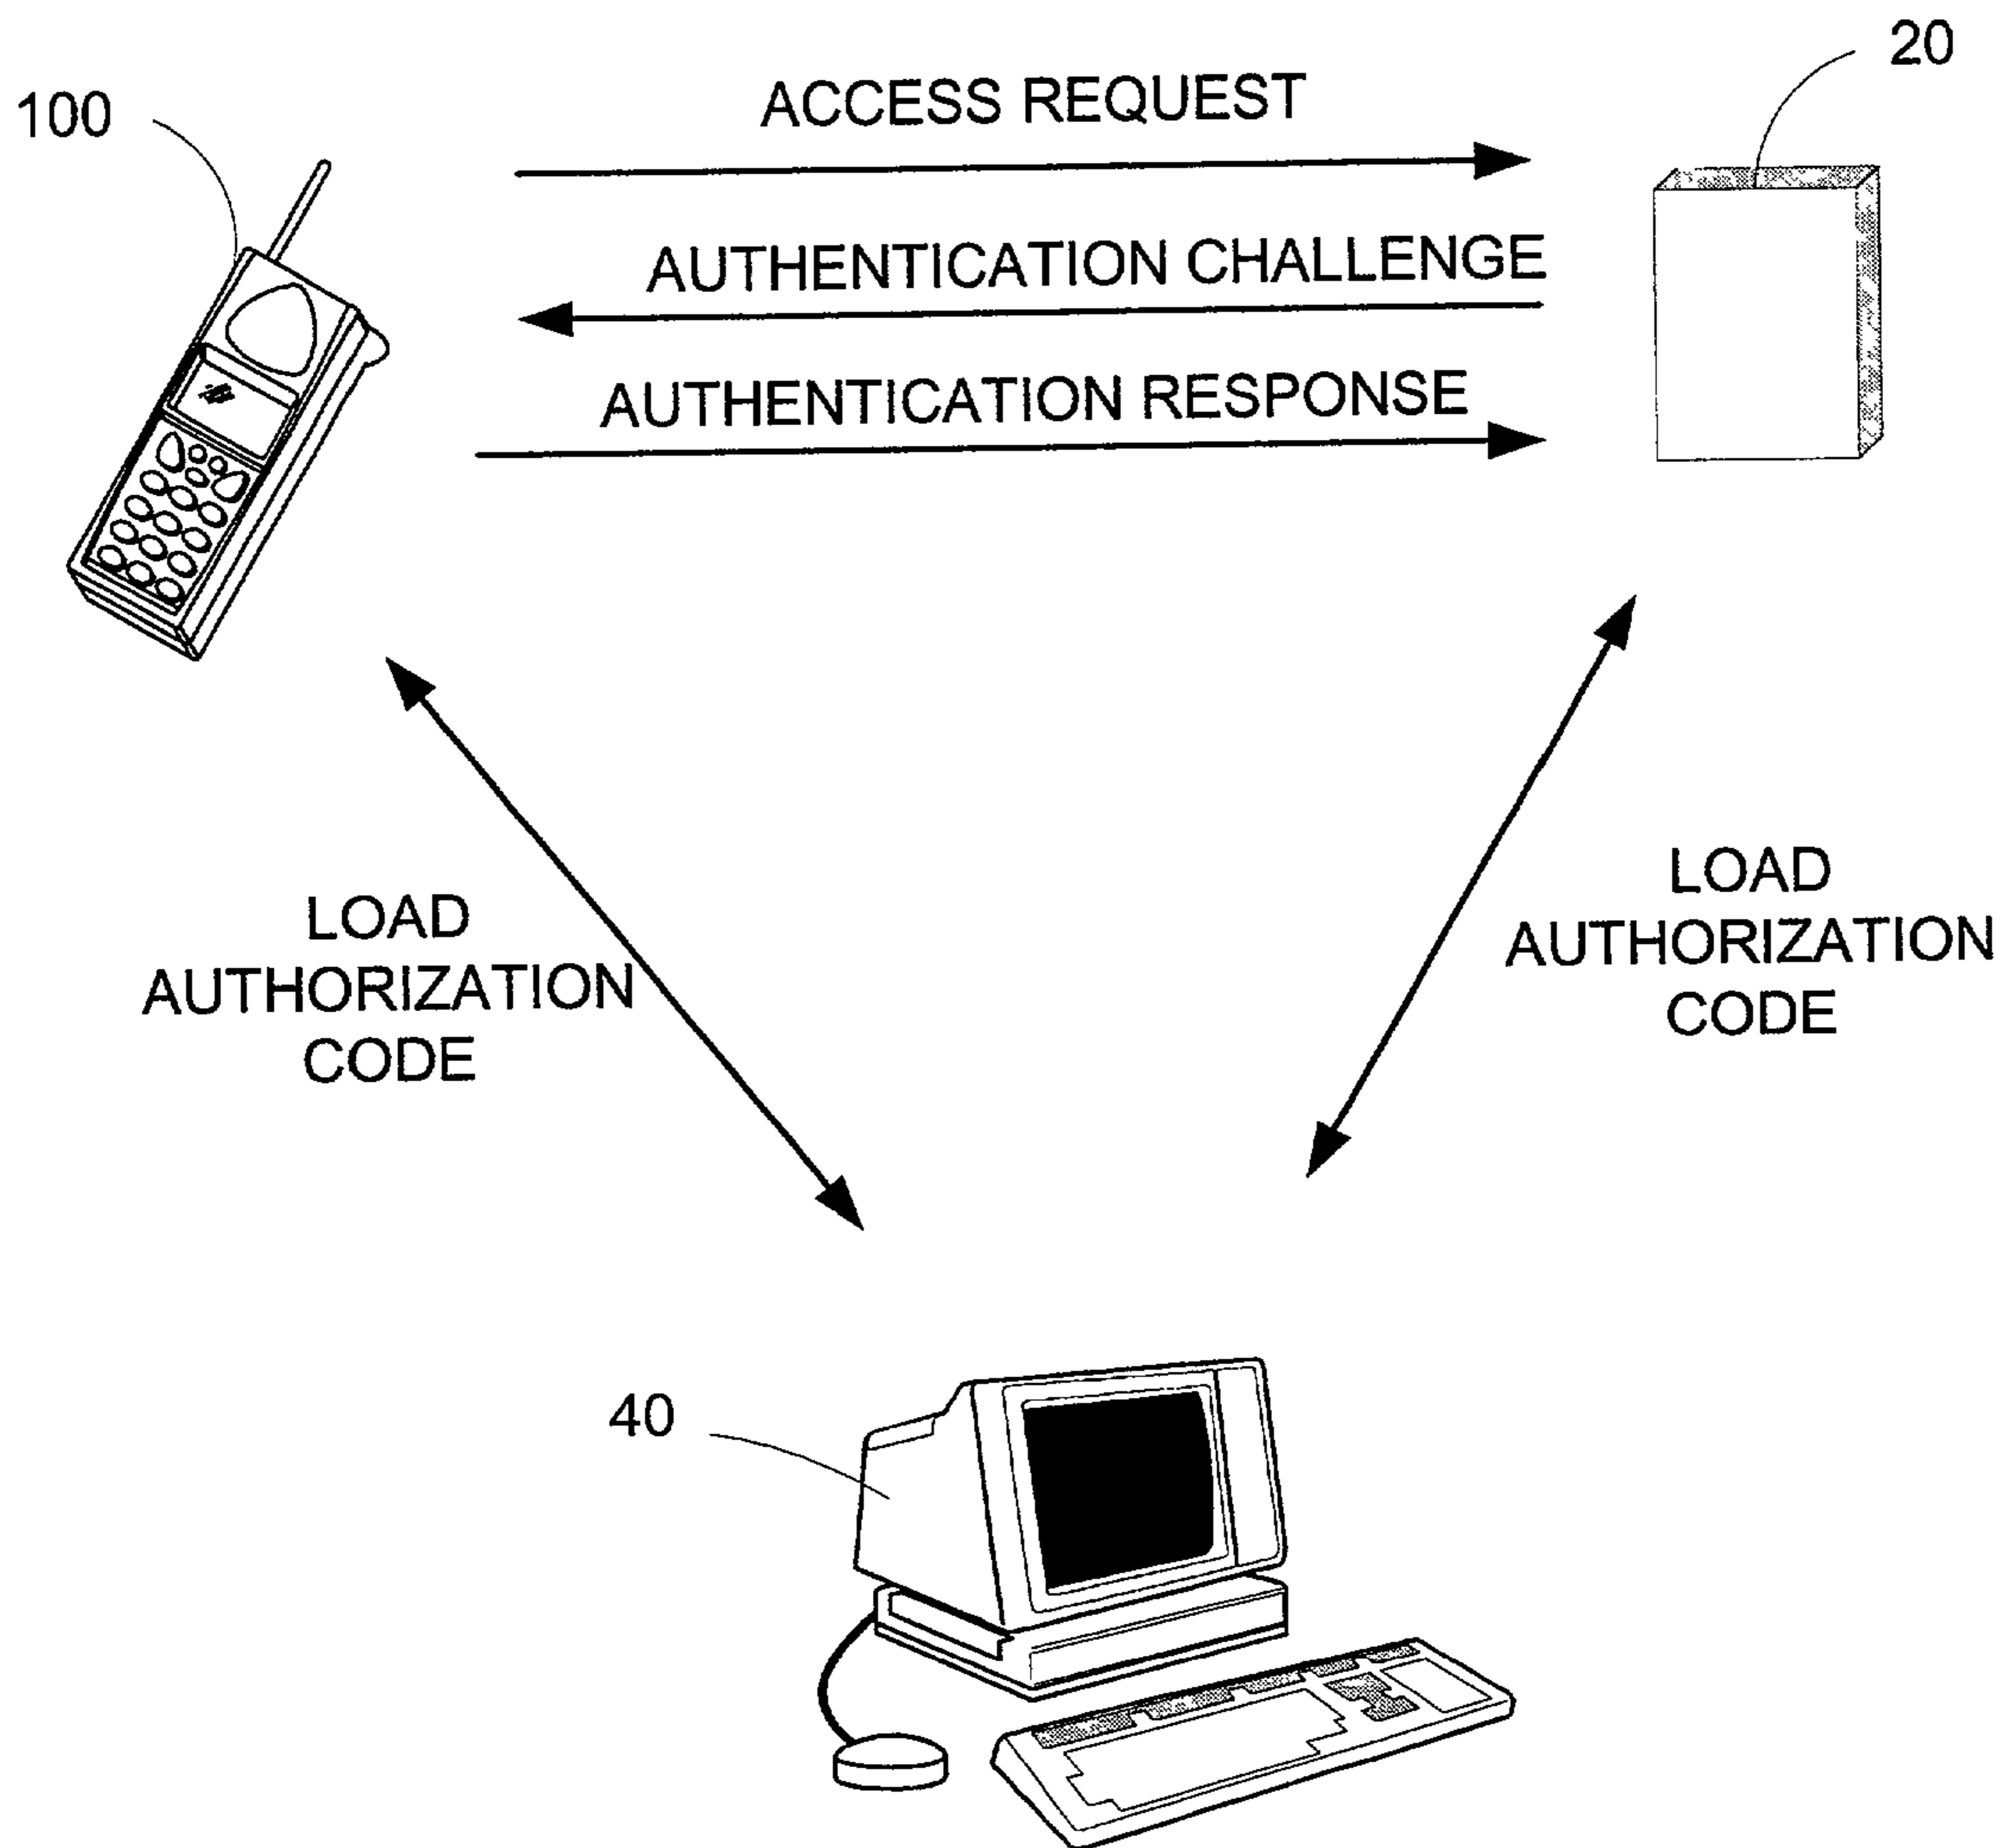 20
100
ACCESS REQUEST
AUTHENTICATION CHALLENGE
AUTHENTICATION RESPONSE
LOAD
AUTHORIZATION
CODE
LOAD
AUTHORIZATION
CODE
40